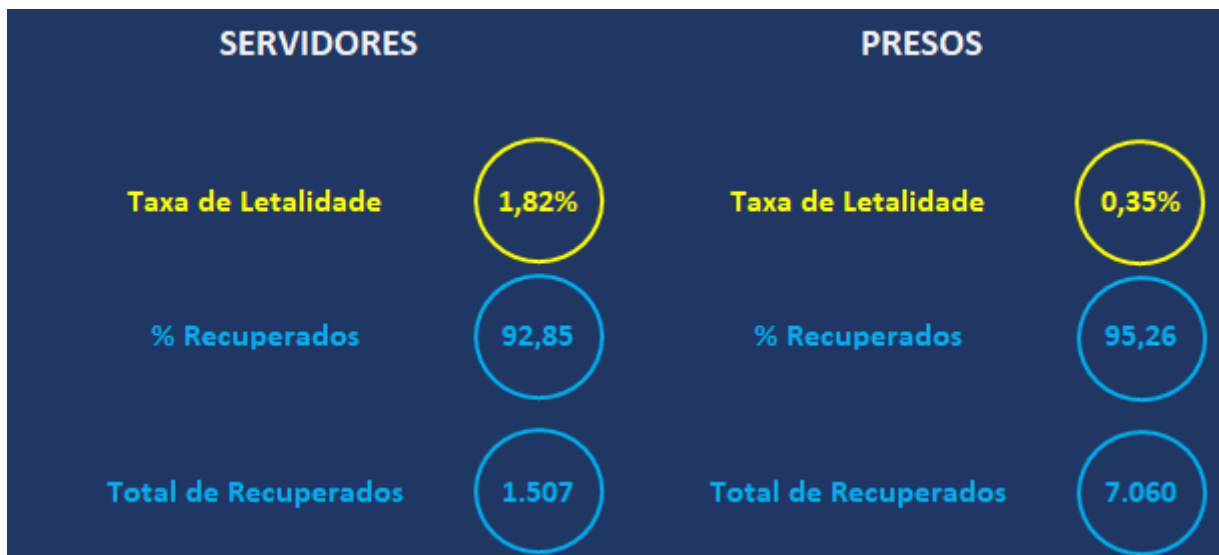 SERVIDORES
PRESOS
Taxa de Letalidade 1,82%
Taxa de Letalidade 0,35%
% Recuperados 92,85
% Recuperados 95,26
Total de Recuperados 1.507
Total de Recuperados 7.060